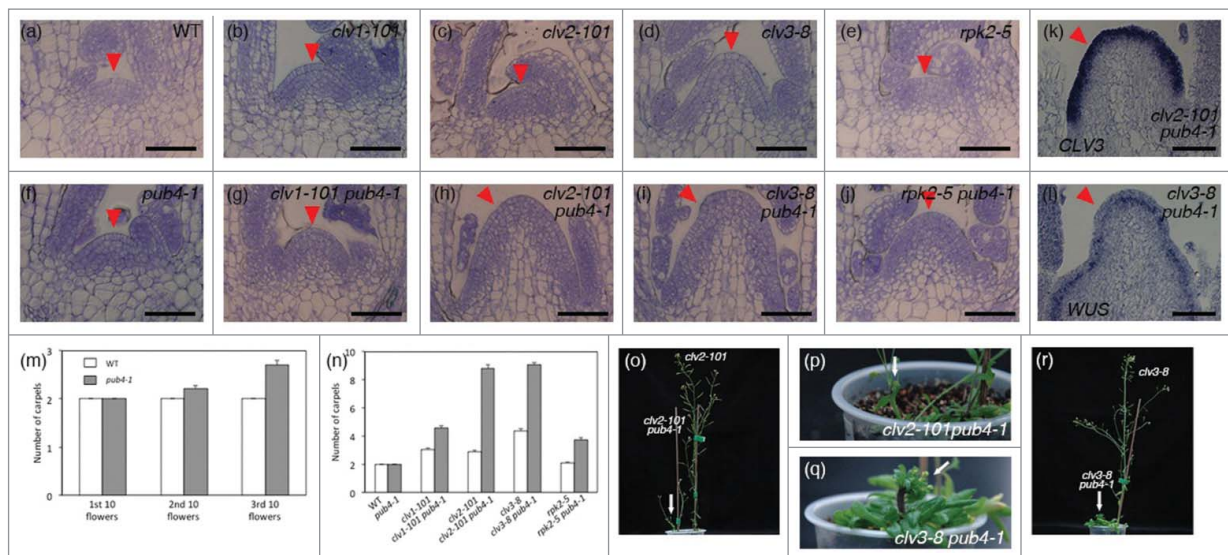 (a) WT
(b) clv1-101
(c) clv2-101
(d) clv3-8
(e) rpk2-5
(k)
clv2-101
pub4-1
CLV3
(f) pub4-1
(g) clv1-101 pub4-1
(h) clv2-101
pub4-1
(i) clv3-8
pub4-1
(j) rpk2-5 pub4-1
(l) clv3-8
pub4-1
WUS
(m)
Number of carpels
3
2
1
0
WT
pub4-1
1st 10
flowers
2nd 10
flowers
3rd 10
flowers
(n)
Number of carpels
10
8
6
4
2
0
WT
pub4-1
clv1-101
clv1-101 pub4-1
clv2-101
clv2-101 pub4-1
clv3-8
clv3-8 pub4-1
rpk2-5
rpk2-5 pub4-1
(o)
clv2-101
clv2-101
pub4-1
(p)
clv2-101pub4-1
(q)
clv3-8 pub4-1
(r)
clv3-8
clv3-8
pub4-1